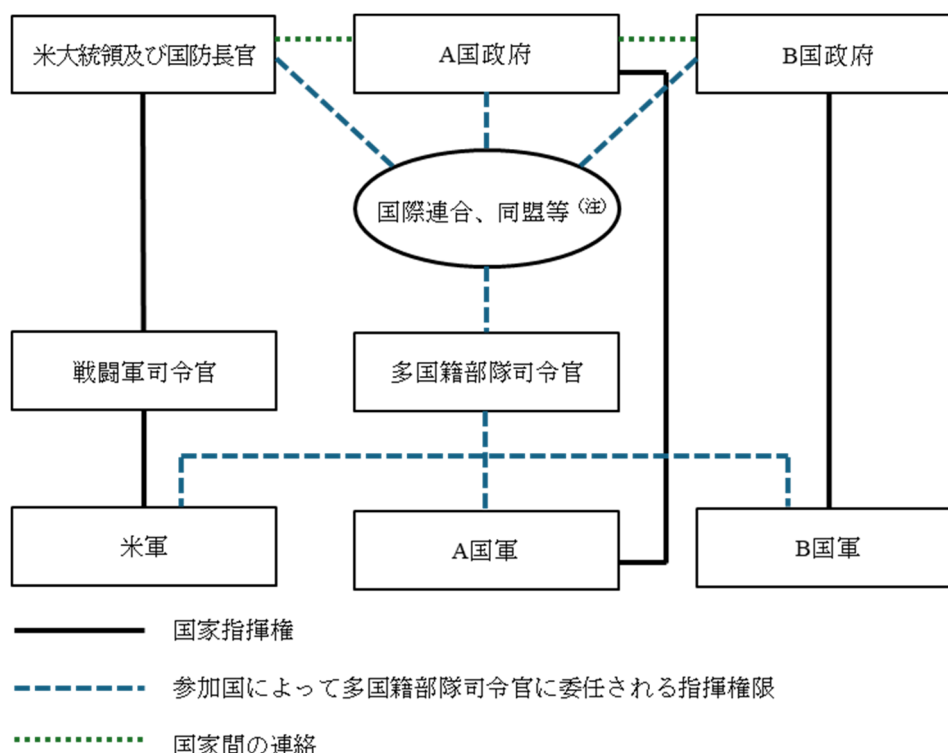 米大統領及び国防長官
A国政府
B国政府
国際連合、同盟等（注）
戦闘軍司令官
多国籍部隊司令官
米軍
A国軍
B国軍
国家指揮権
参加国によって多国籍部隊司令官に委任される指揮権限
国家間の連絡